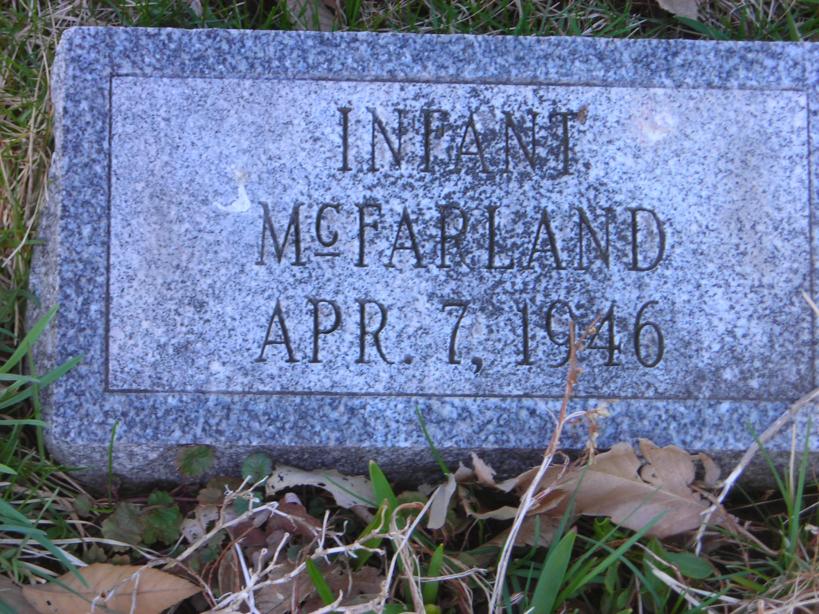 INFANT
McFARLAND
APR. 7, 1946